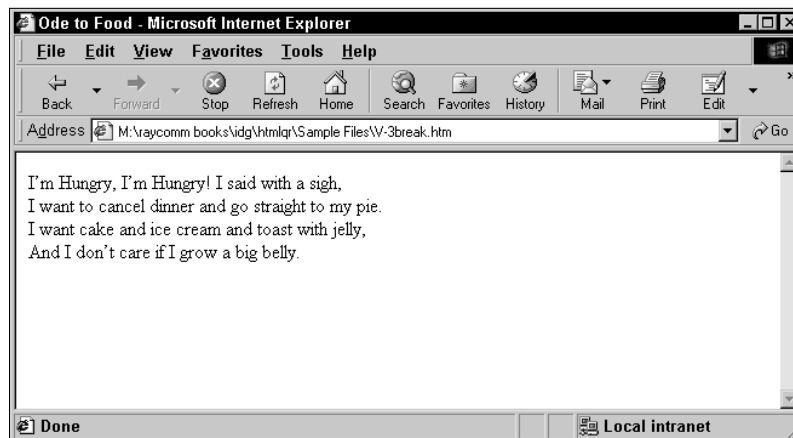 Ode to Food - Microsoft Internet Explorer
File Edit View Favorites Tools Help
Back Forward Stop Refresh Home Search Favorites History Mail Print Edit »
Address M:\raycomm books\idg\htmlqr\Sample Files\V-3break.htm Go
I'm Hungry, I'm Hungry! I said with a sigh,
I want to cancel dinner and go straight to my pie.
I want cake and ice cream and toast with jelly,
And I don't care if I grow a big belly.
Done Local intranet